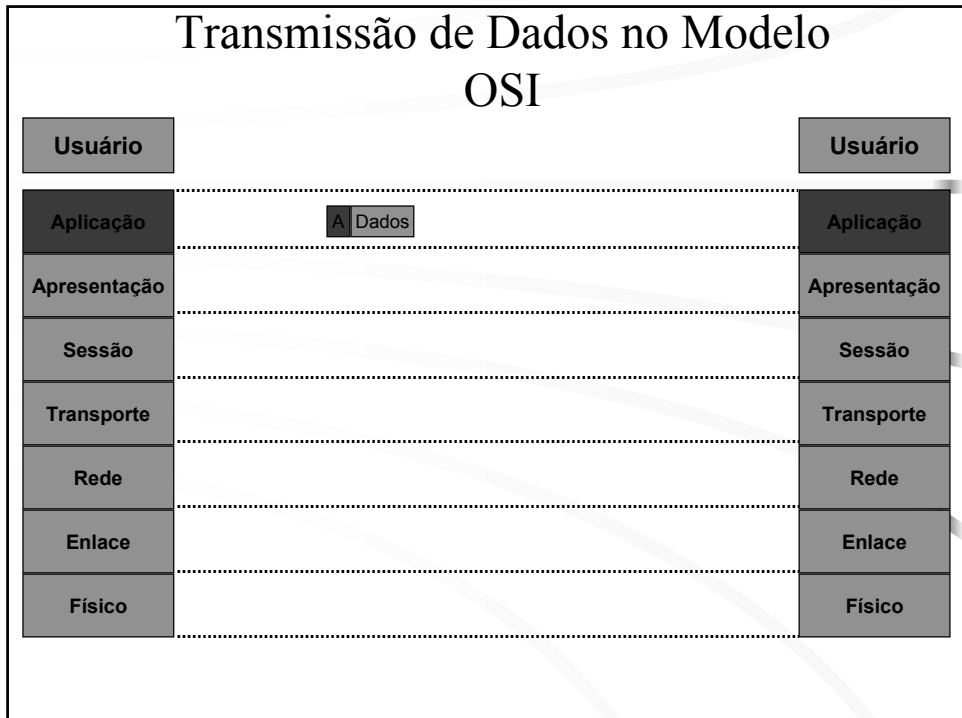 Transmissão de Dados no Modelo
OSI
Usuário
Usuário
Aplicação
A Dados
Aplicação
Apresentação
Apresentação
Sessão
Sessão
Transporte
Transporte
Rede
Rede
Enlace
Enlace
Físico
Físico